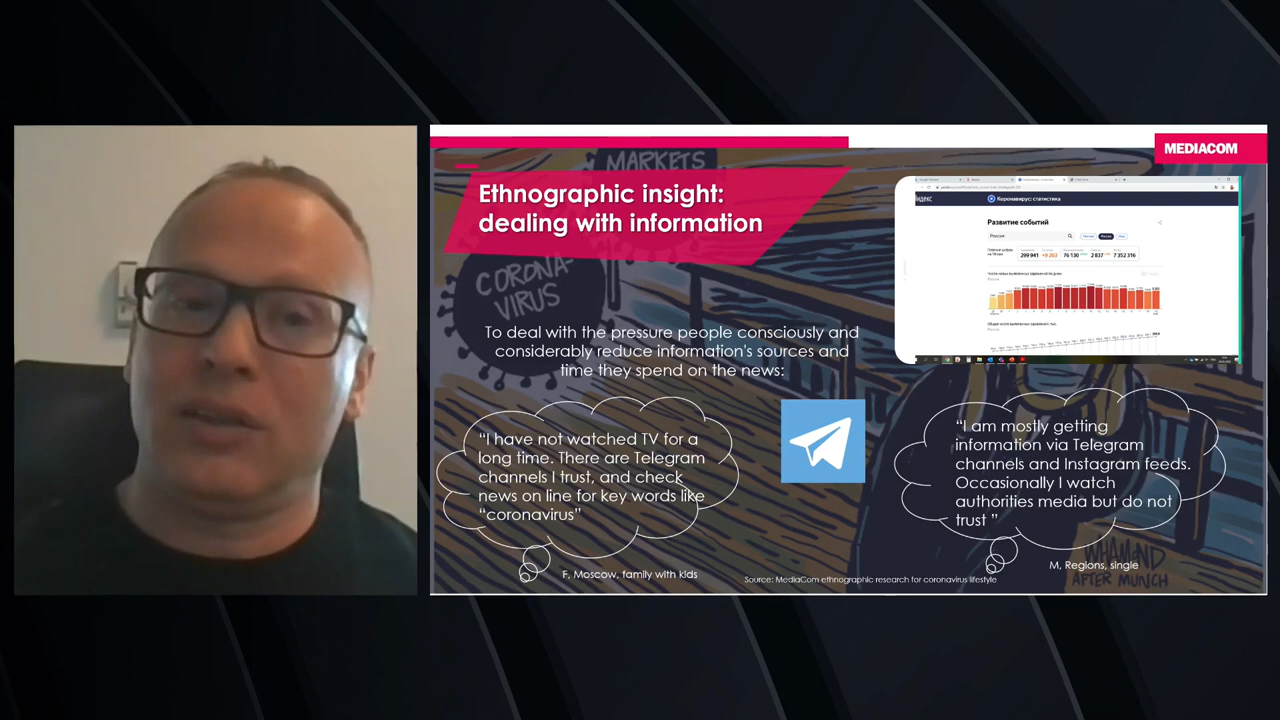 MEDIACOM
MARKETS
Ethnographic insight:
dealing with information
CORONA-
VIRUS
To deal with the pressure people consciously and
considerably reduce information's sources and
time they spend on the news:
“I have not watched TV for a
long time. There are Telegram
channels I trust, and check
news on line for key words like
“coronavirus”
F, Moscow, family with kids
Коронавирус: статистика
Развитие событий
Россия
299 941 +9 263 76 130 2 837 7 352 316
“I am mostly getting
information via Telegram
channels and Instagram feeds.
Occasionally I watch
authorities media but do not
trust ”
M, Regions, single
WHAMOND
AFTER MUNCH
Source: MediaCom ethnographic research for coronavirus lifestyle